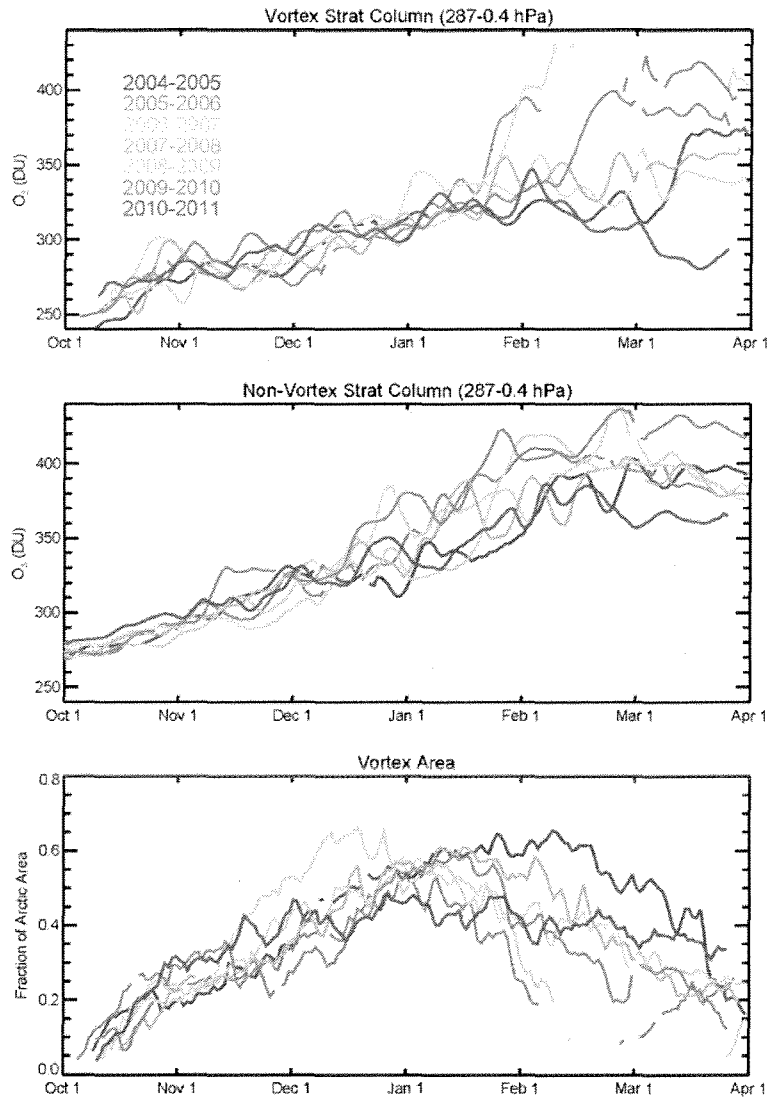 Vortex Strat Column (287-0.4 hPa)
400
350
300
250
O3 (DU)
2004-2005
2005-2006
2006-2007
2007-2008
2008-2009
2009-2010
2010-2011
Oct 1 Nov 1 Dec 1 Jan 1 Feb 1 Mar 1 Apr 1
Non-Vortex Strat Column (287-0.4 hPa)
400
350
300
250
O3 (DU)
Oct 1 Nov 1 Dec 1 Jan 1 Feb 1 Mar 1 Apr 1
Vortex Area
0.8
0.6
0.4
0.2
0.0
Fraction of Arctic Area
Oct 1 Nov 1 Dec 1 Jan 1 Feb 1 Mar 1 Apr 1